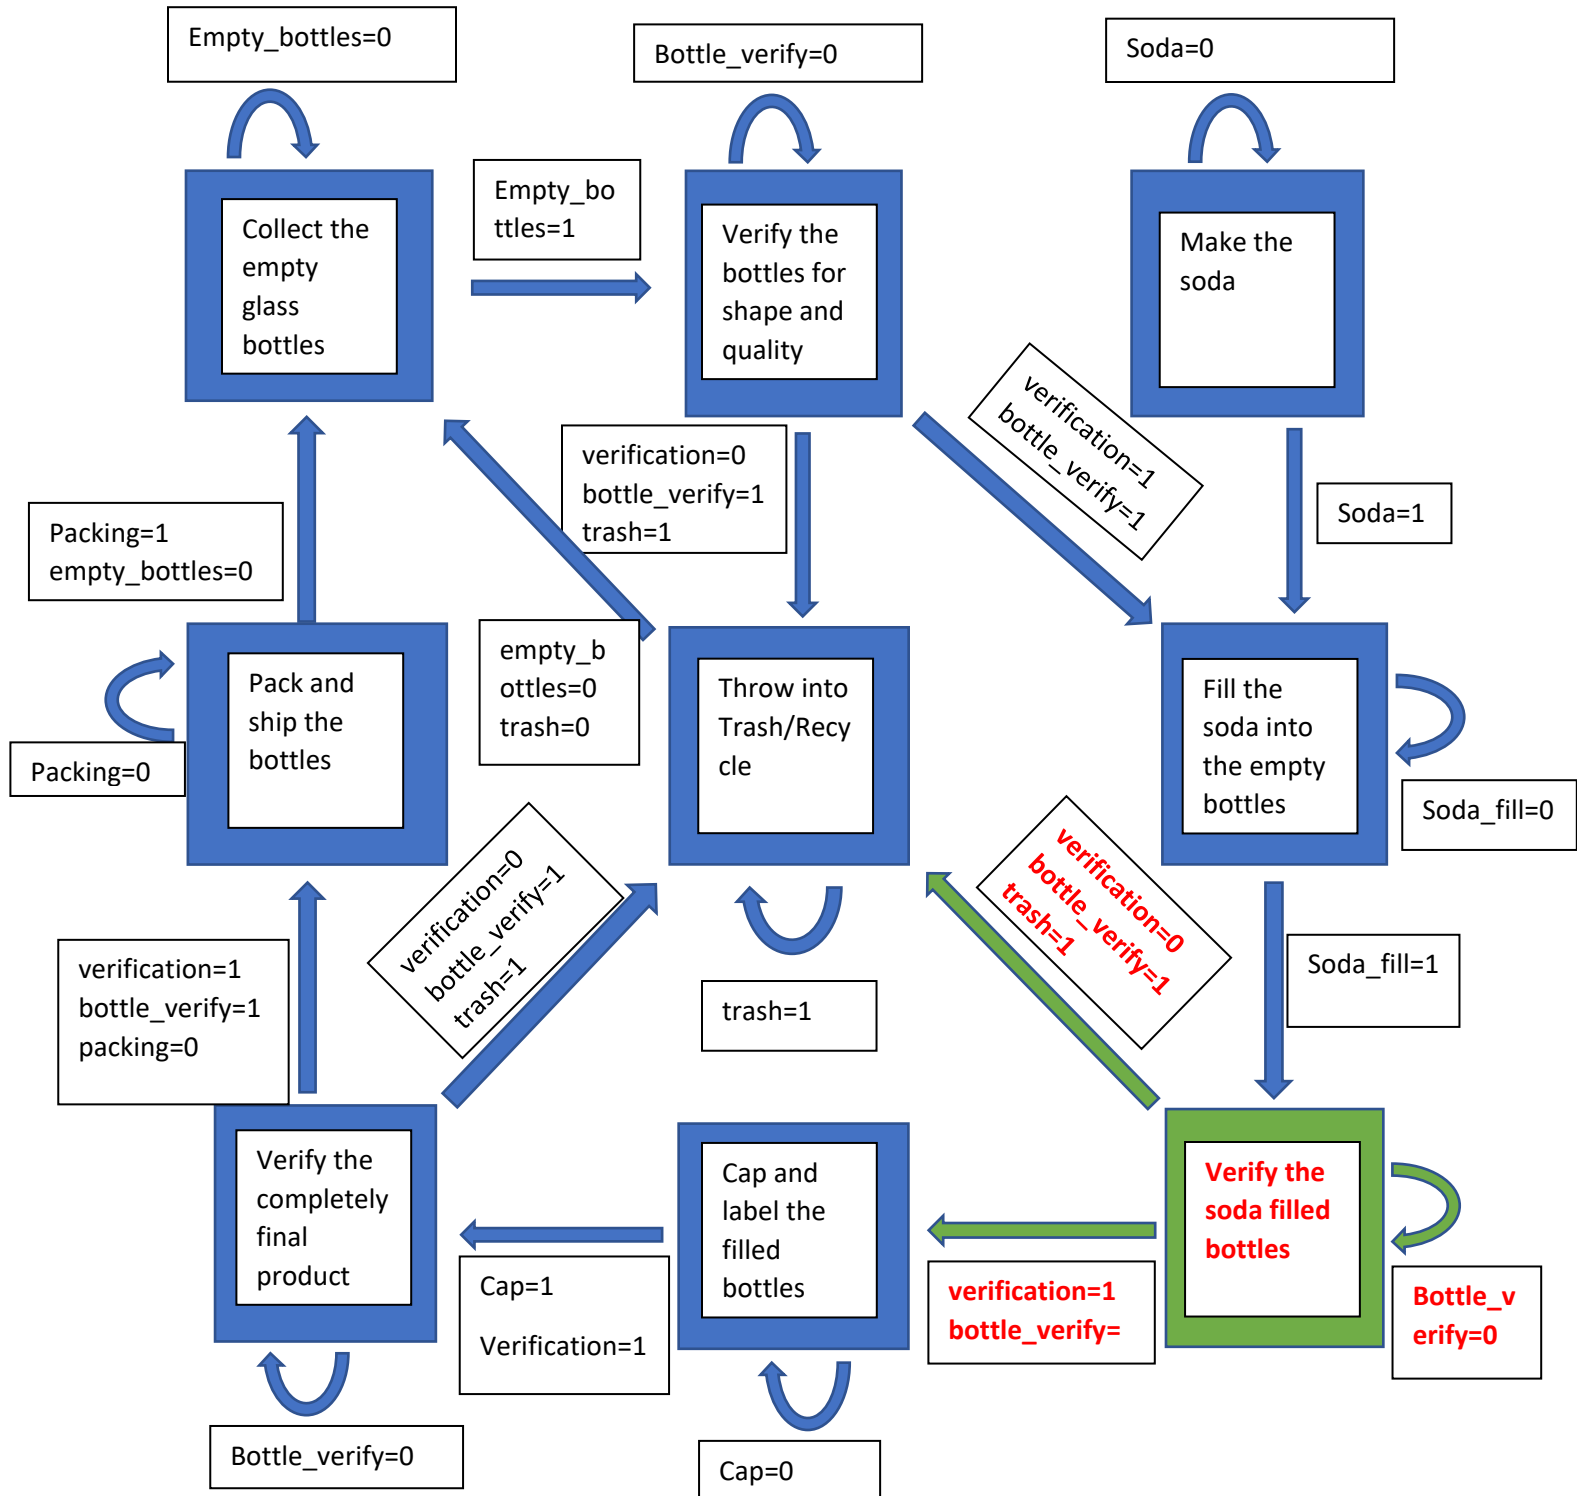 Empty_bottles=0
Bottle_verify=0
Soda=0
Collect the
empty
glass
bottles
Empty_bo
ttles=1
Verify the
bottles for
shape and
quality
Make the
soda
verification=1
bottle_verify=1
verification=0
bottle_verify=1
trash=1
Soda=1
Packing=1
empty_bottles=0
Pack and
ship the
bottles
Packing=0
empty_b
ottles=0
trash=0
Throw into
Trash/Recy
cle
Fill the
soda into
the empty
bottles
Soda_fill=0
verification=0
bottle_verify=1
trash=1
verification=0
bottle_verify=1
trash=1
Soda_fill=1
verification=1
bottle_verify=1
packing=0
trash=1
Verify the
completely
final
product
Cap=1
Verification=1
Cap and
label the
filled
bottles
verification=1
bottle_verify=
Verify the
soda filled
bottles
Bottle_v
erify=0
Bottle_verify=0
Cap=0